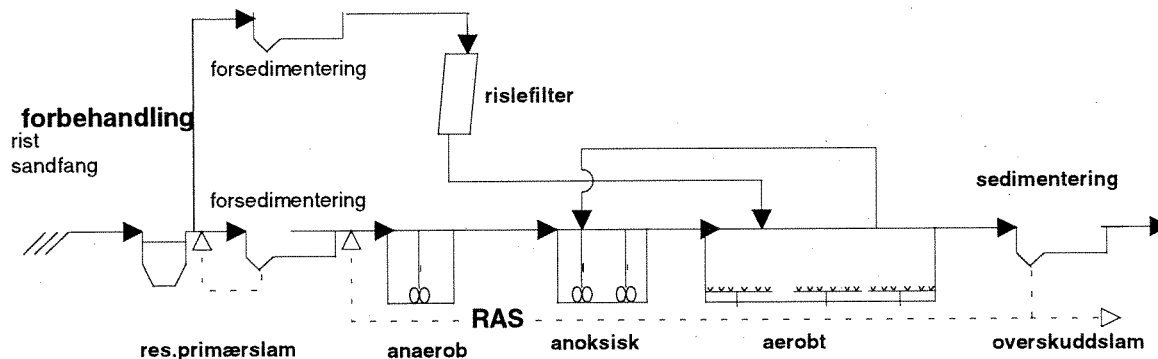 forsedimentering
rislefilter
forbehandling
rist
sandfang
forsedimentering
sedimentering
RAS
res.primærslam
anaerob
anoksisk
aerobt
overskuddslam